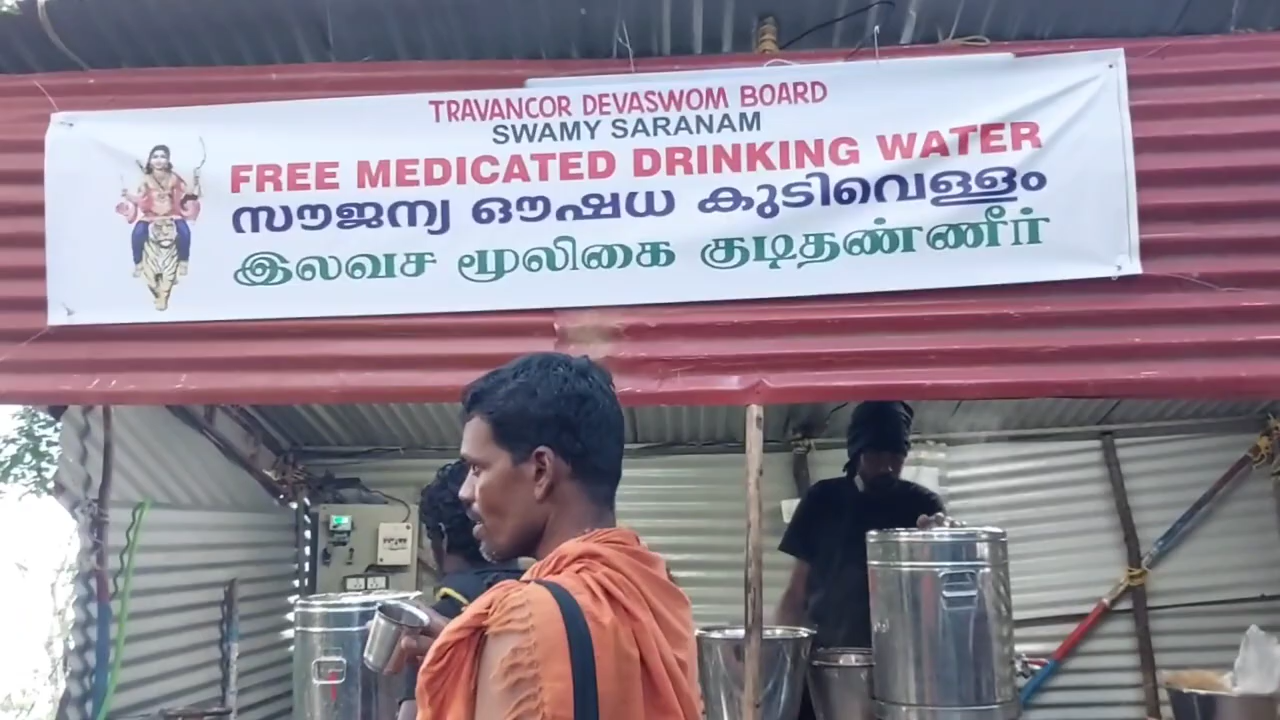 TRAVANCOR DEVASWOM BOARD
SWAMY SARANAM
FREE MEDICATED DRINKING WATER
സൗജന്യ ഔഷധ കുടിവെള്ളം
இலவச மூலிகை குடிதண்ணீர்